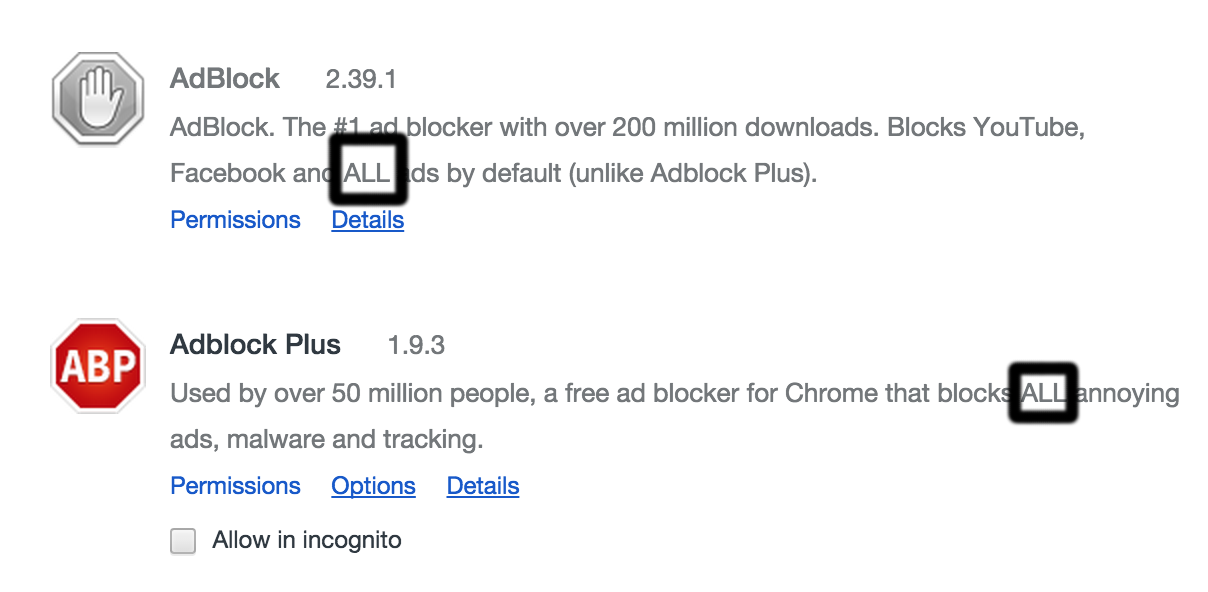 AdBlock 2.39.1
AdBlock. The #1 ad blocker with over 200 million downloads. Blocks YouTube,
Facebook and ALL ads by default (unlike Adblock Plus).
Permissions Details
ABP
Adblock Plus 1.9.3
Used by over 50 million people, a free ad blocker for Chrome that blocks ALL annoying
ads, malware and tracking.
Permissions Options Details
Allow in incognito